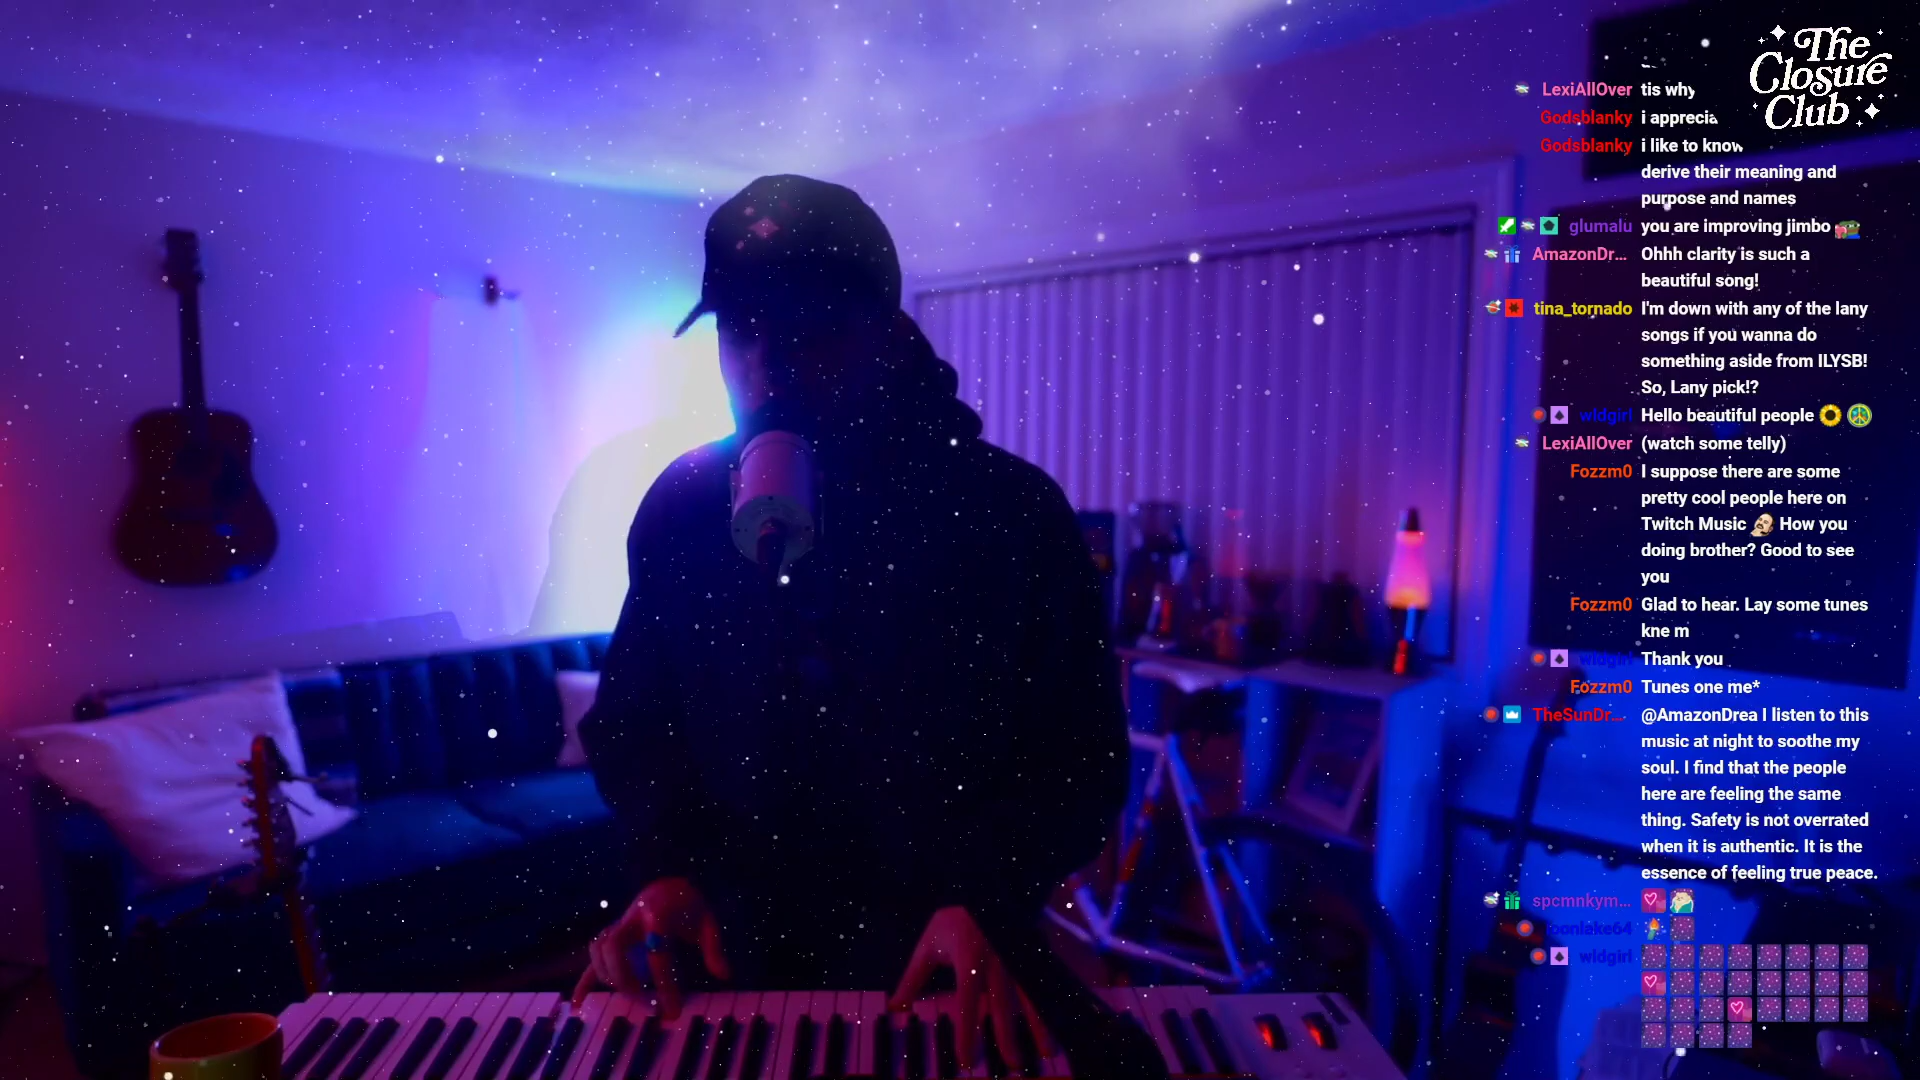 The
Closure
Club
LexiAllOver tis why
Godsblanky i apprecia
Godsblanky i like to know
derive their meaning and
purpose and names
glumalu you are improving jimbo
AmazonDr... Ohhh clarity is such a
beautiful song!
tina_tornado I'm down with any of the lany
songs if you wanna do
something aside from ILYSB!
So, Lany pick!?
wldgirl Hello beautiful people
LexiAllOver (watch some telly)
Fozzm0 I suppose there are some
pretty cool people here on
Twitch Music How you
doing brother? Good to see
you
Fozzm0 Glad to hear. Lay some tunes
kne m
wldgirl Thank you
Fozzm0 Tunes one me*
TheSunDr... @AmazonDrea I listen to this
music at night to soothe my
soul. I find that the people
here are feeling the same
thing. Safety is not overrated
when it is authentic. It is the
essence of feeling true peace.
spcmnkym...
wldgirl